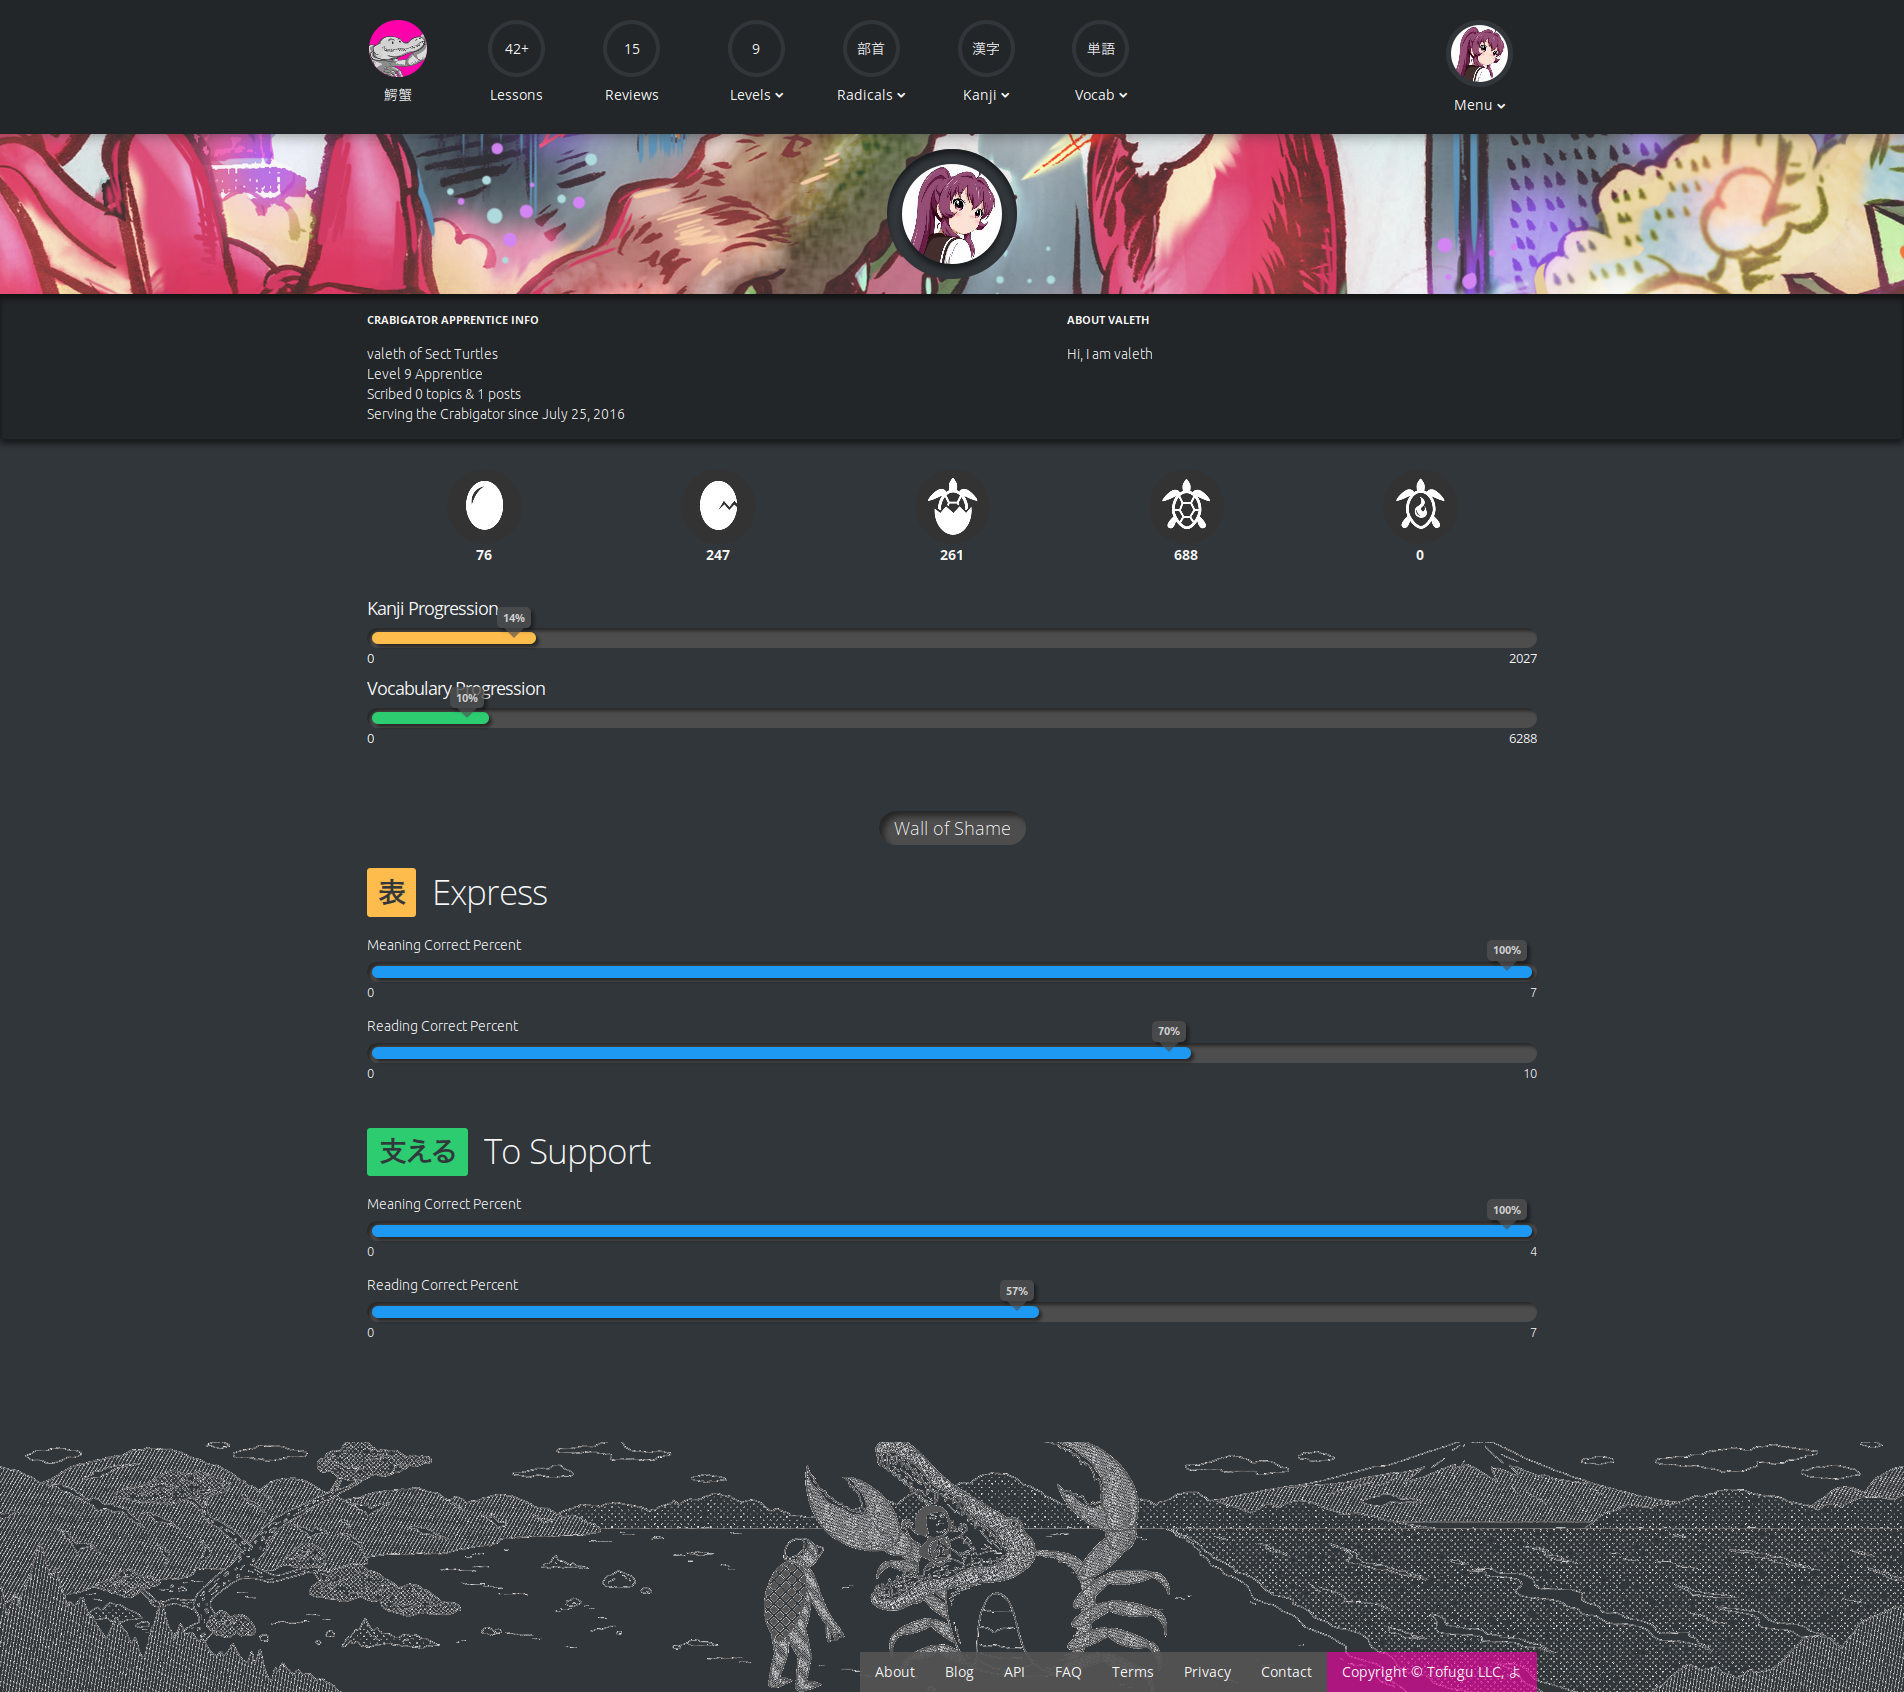 42+
15
9
部首
漢字
単語
鰐蟹
Lessons
Reviews
Levels
Radicals
Kanji
Vocab
Menu
CRABIGATOR APPRENTICE INFO
valeth of Sect Turtles
Level 9 Apprentice
Scribed 0 topics & 1 posts
Serving the Crabigator since July 25, 2016
ABOUT VALETH
Hi, I am valeth
76
247
261
688
0
Kanji Progression
14%
0
2027
Vocabulary Progression
10%
0
6288
Wall of Shame
表 Express
Meaning Correct Percent
100%
0
7
Reading Correct Percent
70%
0
10
支える To Support
Meaning Correct Percent
100%
0
4
Reading Correct Percent
57%
0
7
About Blog API FAQ Terms Privacy Contact Copyright © Tofugu LLC, よ